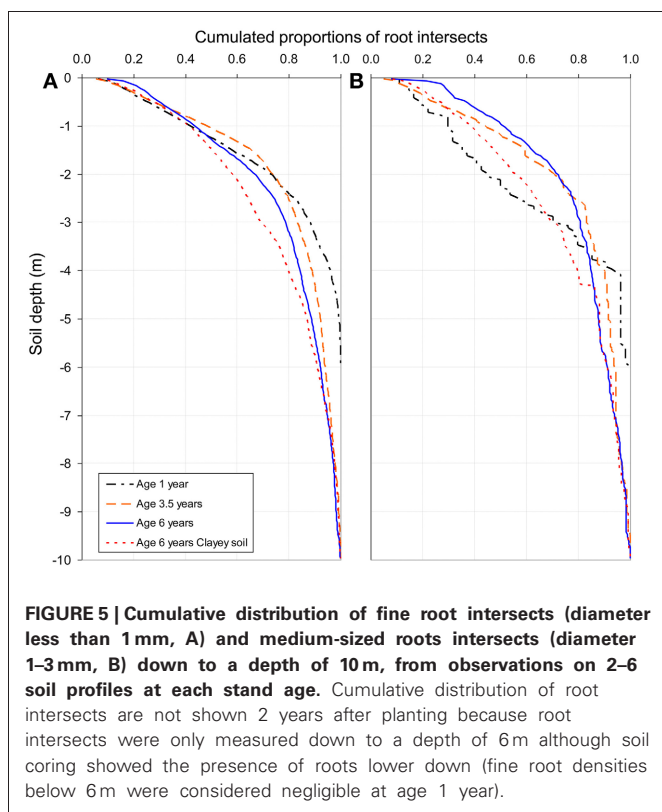 Cumulated proportions of root intersects
0.0 0.2 0.4 0.6 0.8 1.0 0.0 0.2 0.4 0.6 0.8 1.0
A
B
Soil depth (m)
0
-1
-2
-3
-4
-5
-6
-7
-8
-9
-10
Age 1 year
Age 3.5 years
Age 6 years
Age 6 years Clayey soil
FIGURE 5 | Cumulative distribution of fine root intersects (diameter
less than 1 mm, A) and medium-sized roots intersects (diameter
1–3 mm, B) down to a depth of 10 m, from observations on 2–6
soil profiles at each stand age. Cumulative distribution of root
intersects are not shown 2 years after planting because root
intersects were only measured down to a depth of 6 m although soil
coring showed the presence of roots lower down (fine root densities
below 6 m were considered negligible at age 1 year).